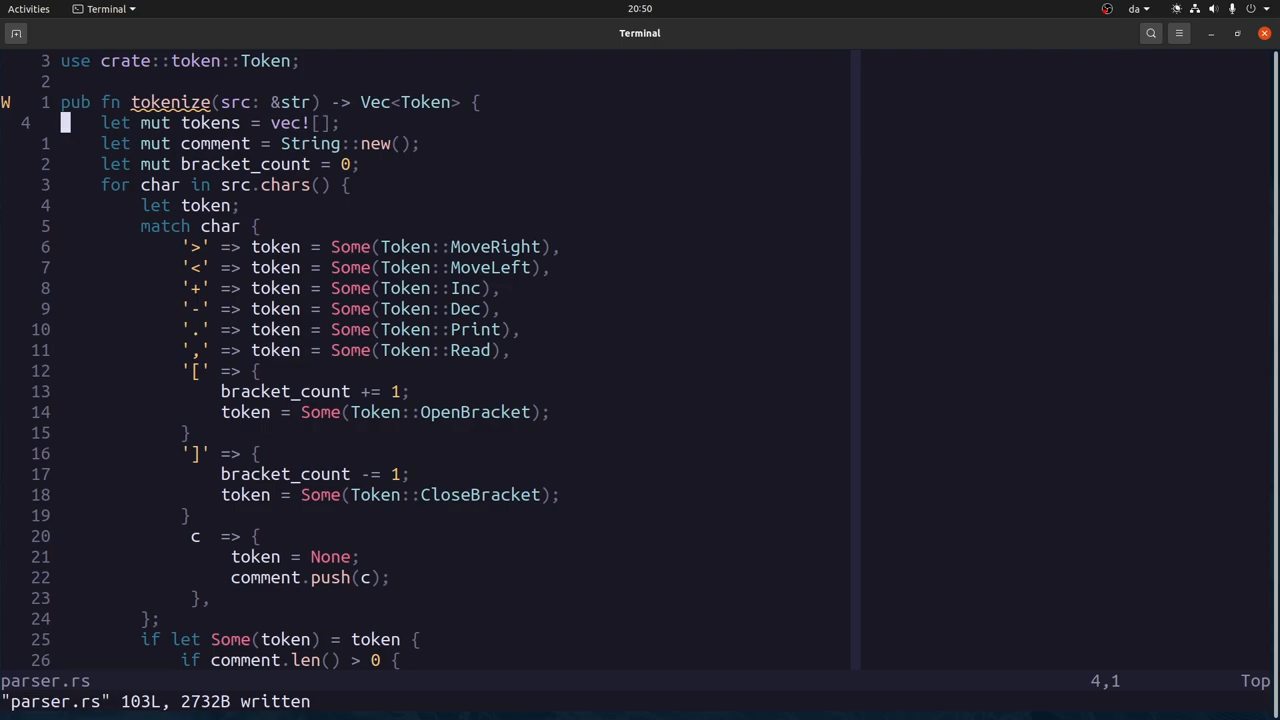 Activities Terminal 20:50 da
Terminal
3 use crate::token::Token;
2
W 1 pub fn tokenize(src: &str) -> Vec<Token> {
4 let mut tokens = vec![];
1 let mut comment = String::new();
2 let mut bracket_count = 0;
3 for char in src.chars() {
4 let token;
5 match char {
6 '>' => token = Some(Token::MoveRight),
7 '<' => token = Some(Token::MoveLeft),
8 '+' => token = Some(Token::Inc),
9 '-' => token = Some(Token::Dec),
10 '.' => token = Some(Token::Print),
11 ',' => token = Some(Token::Read),
12 '[' => {
13 bracket_count += 1;
14 token = Some(Token::OpenBracket);
15 }
16 ']' => {
17 bracket_count -= 1;
18 token = Some(Token::CloseBracket);
19 }
20 c => {
21 token = None;
22 comment.push(c);
23 },
24 };
25 if let Some(token) = token {
26 if comment.len() > 0 {
parser.rs 4,1 Top
"parser.rs" 103L, 2732B written